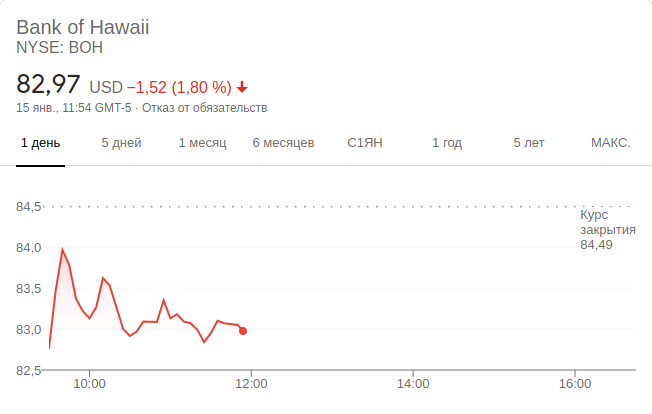 Bank of Hawaii
NYSE: BOH
82,97 USD −1,52 (1,80 %)
15 янв., 11:54 GMT-5 · Отказ от обязательств
1 день 5 дней 1 месяц 6 месяцев С1ЯН 1 год 5 лет МАКС.
84,5
Курс
закрытия
84,49
84,0
83,5
83,0
82,5
10:00 12:00 14:00 16:00